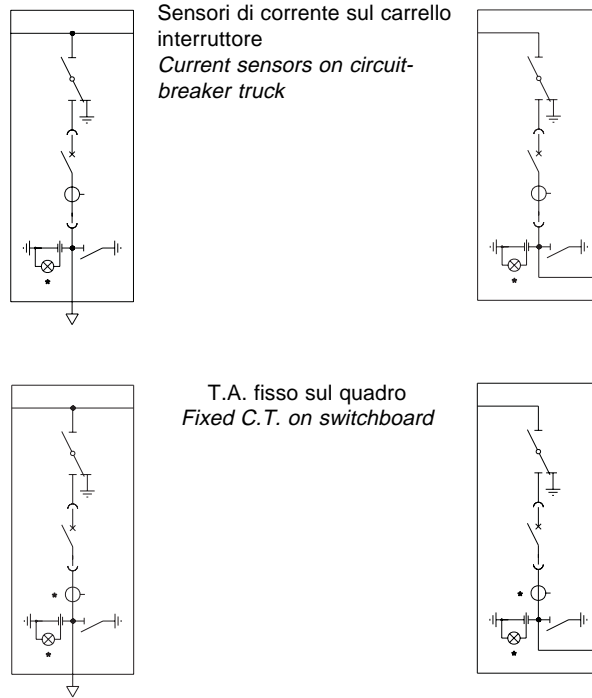 Sensori di corrente sul carrello
interruttore
Current sensors on circuit-
breaker truck
*
*
T.A. fisso sul quadro
Fixed C.T. on switchboard
*
*
*
*